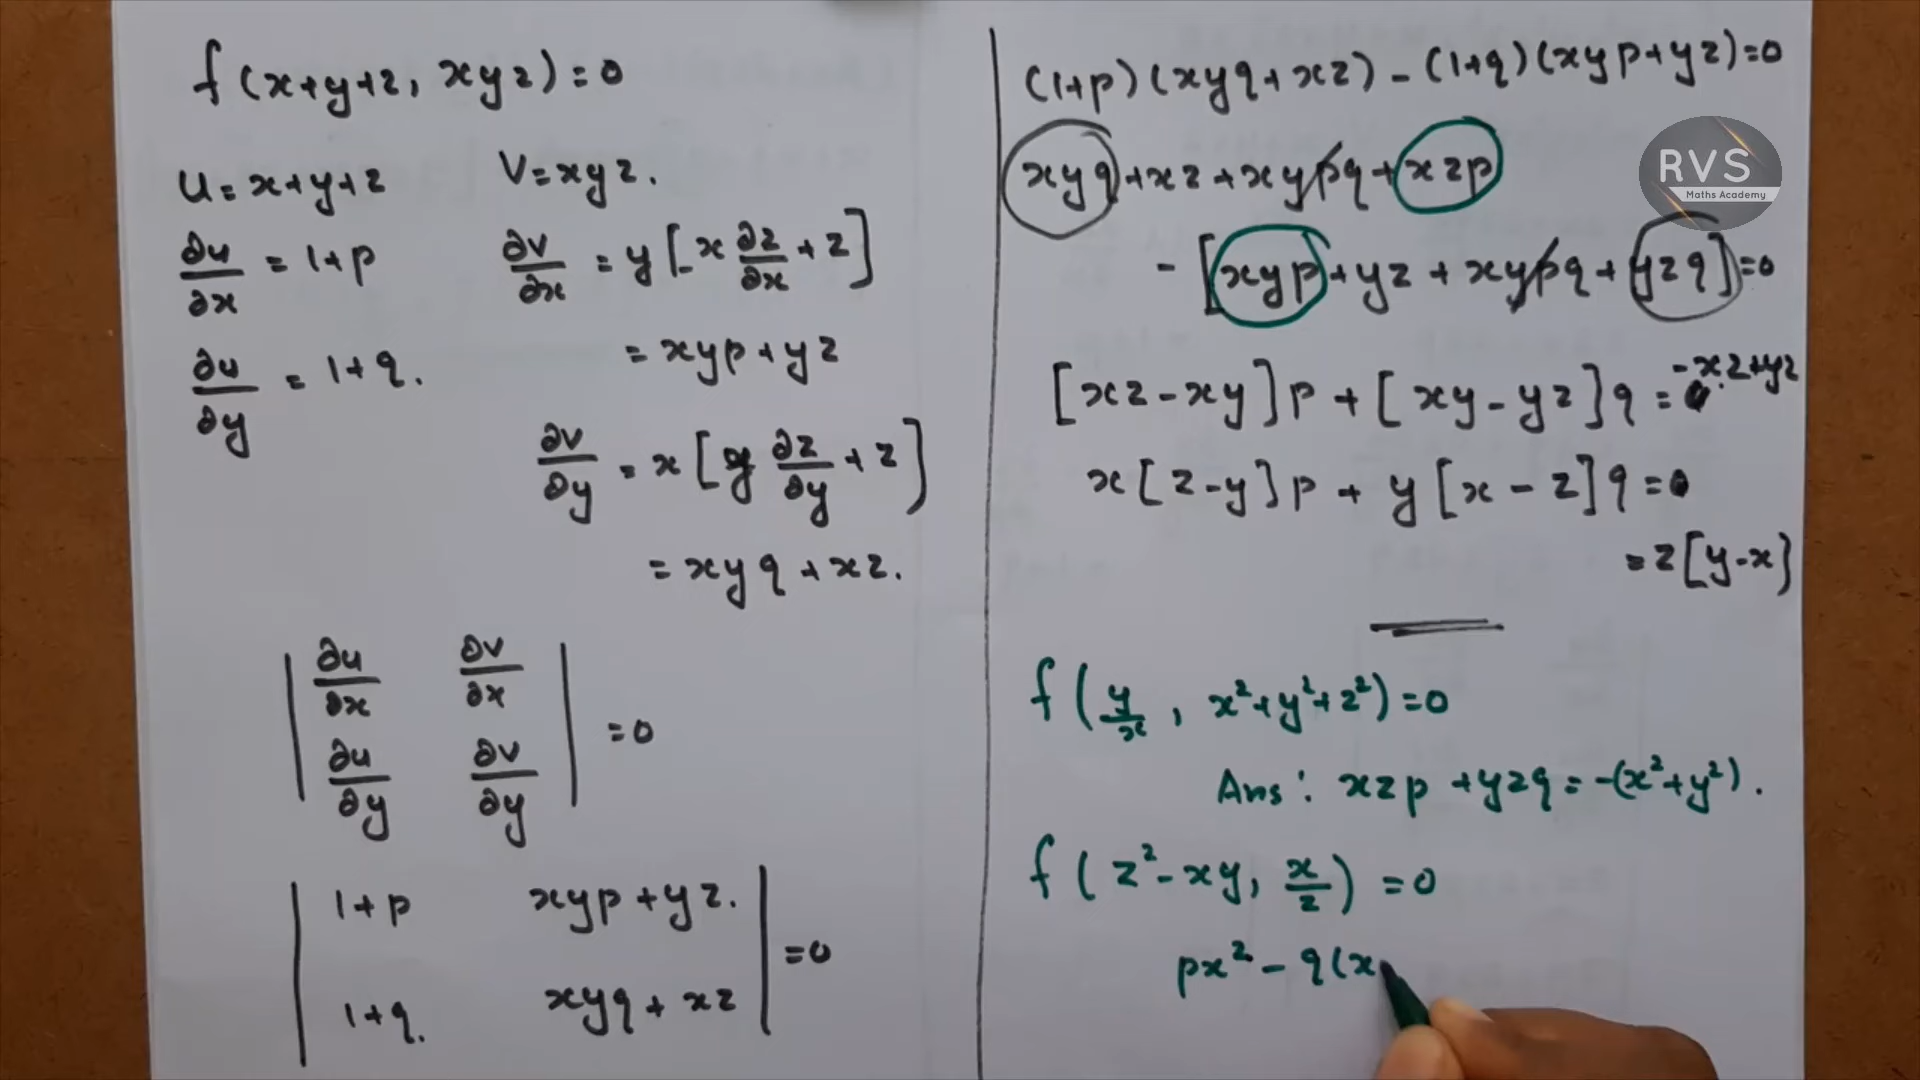 f(x+y+z, xyz)=0
u=x+y+z
v=xyz.
∂u/∂x = 1+p
∂v/∂x = y[x ∂z/∂x + z]
= xyp+yz
∂u/∂y = 1+q.
∂v/∂y = x[y ∂z/∂y + z]
= xyq+xz.
| ∂u/∂x ∂v/∂x |
| ∂u/∂y ∂v/∂y | =0
| 1+p xyp+yz. |
| 1+q. xyq+xz | =0
(1+p)(xyq+xz)-(1+q)(xyp+yz)=0
xyq+xz+xypq+xzp
-[xyp+yz+xypq+yzq]=0
[xz-xy]p+[xy-yz]q=-xz+yz
x[z-y]p+y[x-z]q=0
=z[y-x]
f(y/x, x²+y²+z²)=0
Ans: xzp+yzq=-(x²+y²).
f(z²-xy, x/z)=0
px²-q(x
RVS
Maths Academy